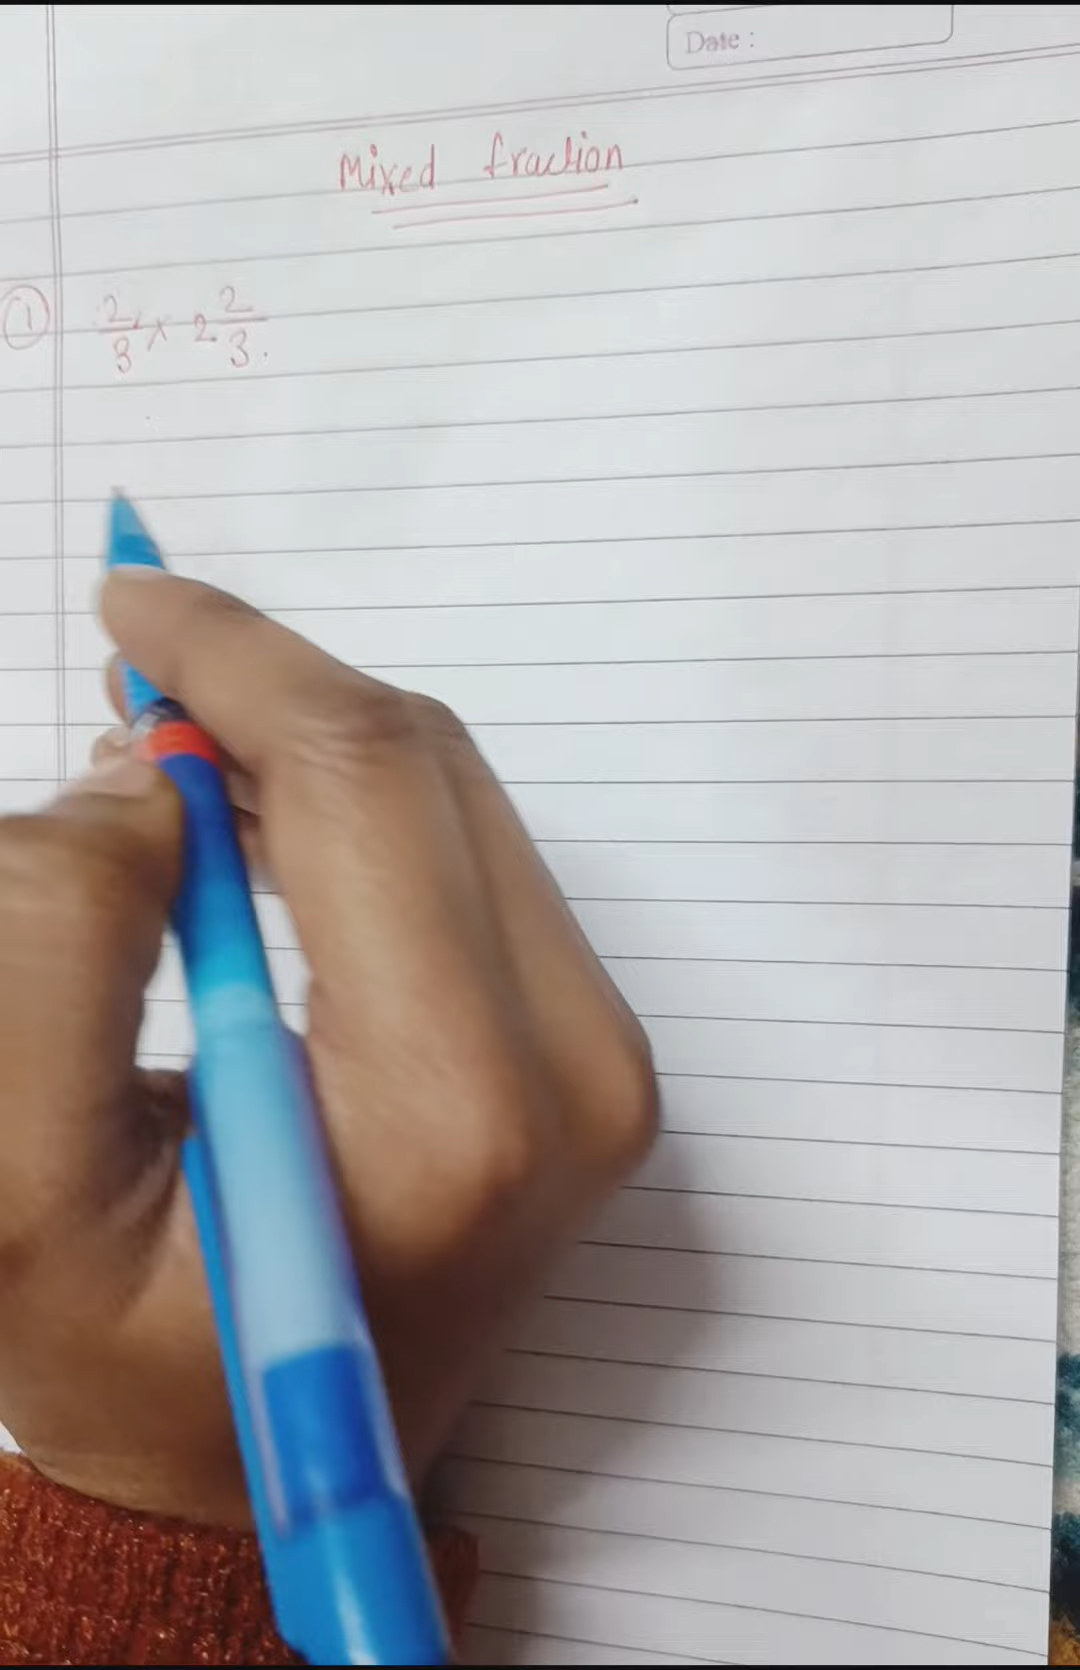 Date :
Mixed fraction
① 2/3 × 2 2/3.